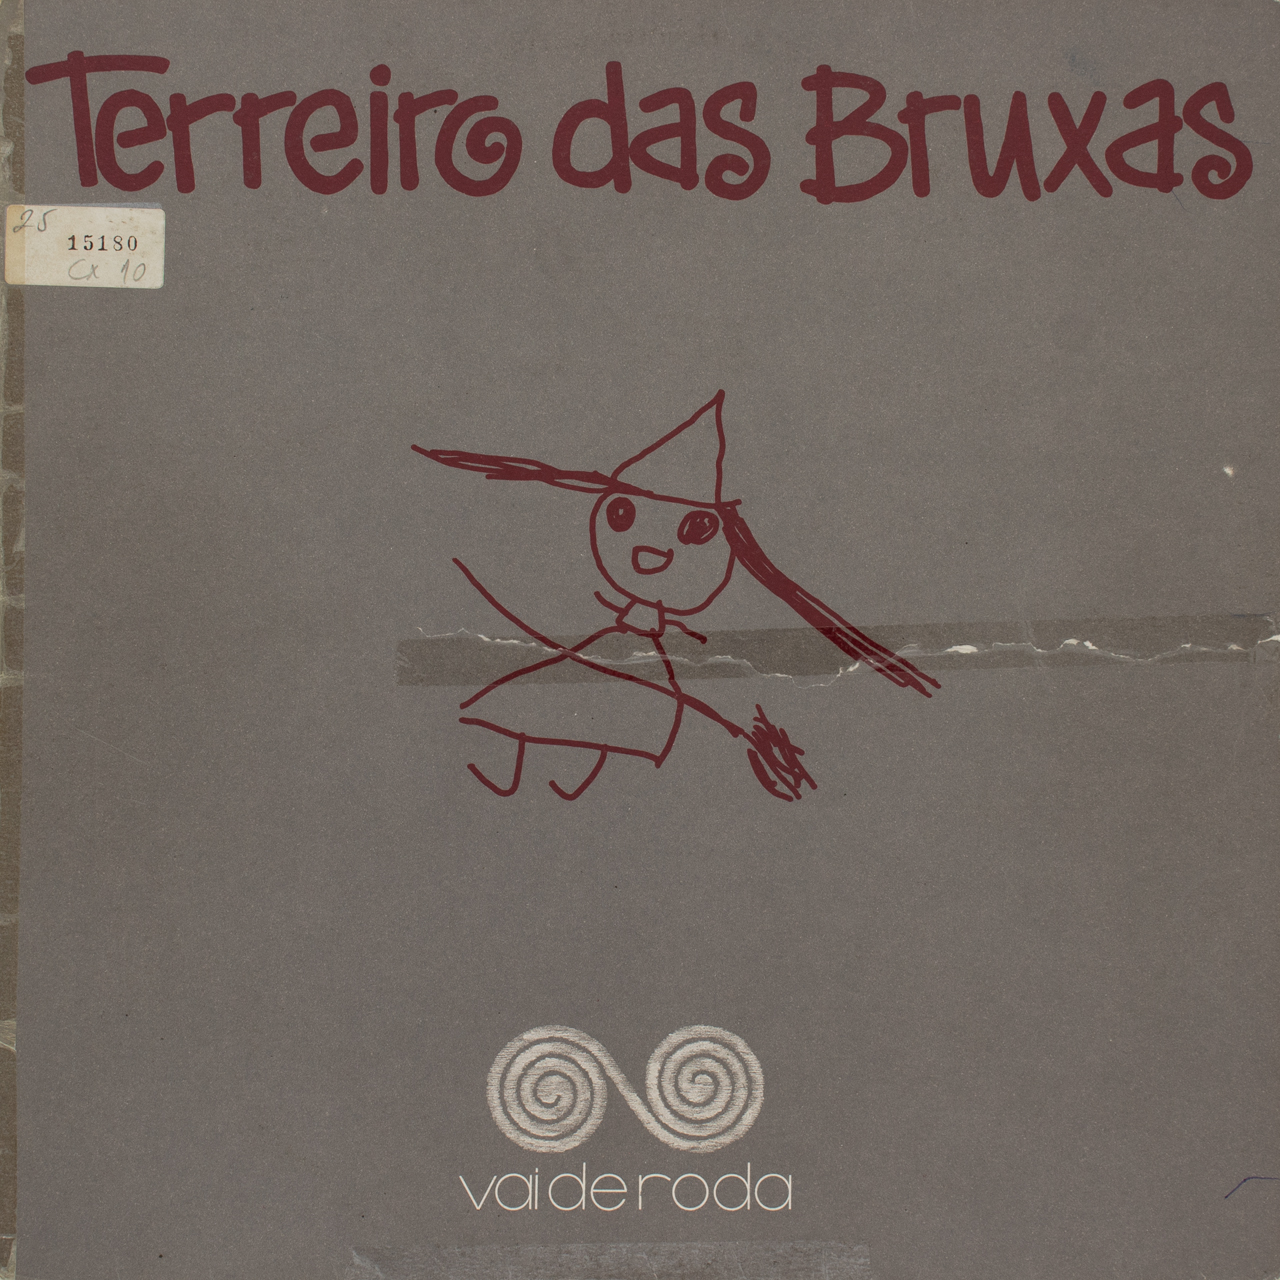 Terreiro das Bruxas
25
15180
Cx 10
vai de roda